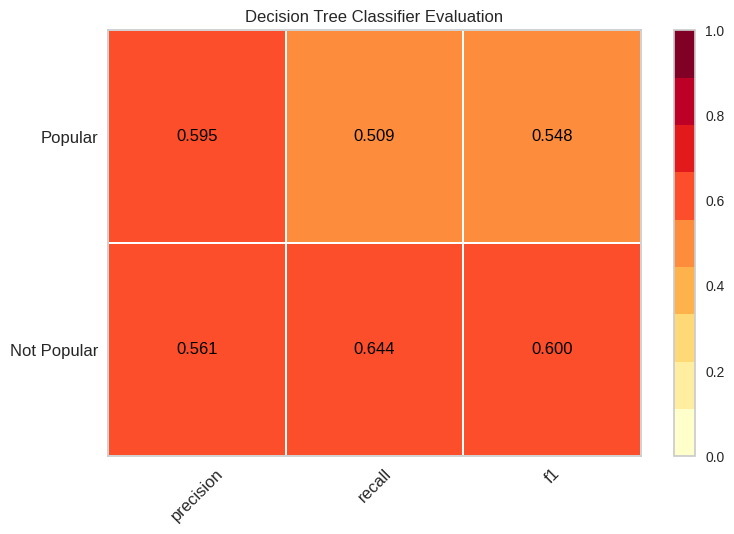 Decision Tree Classifier Evaluation
Popular
0.595 0.509 0.548
Not Popular
0.561 0.644 0.600
precision
recall
f1
1.0
0.8
0.6
0.4
0.2
0.0